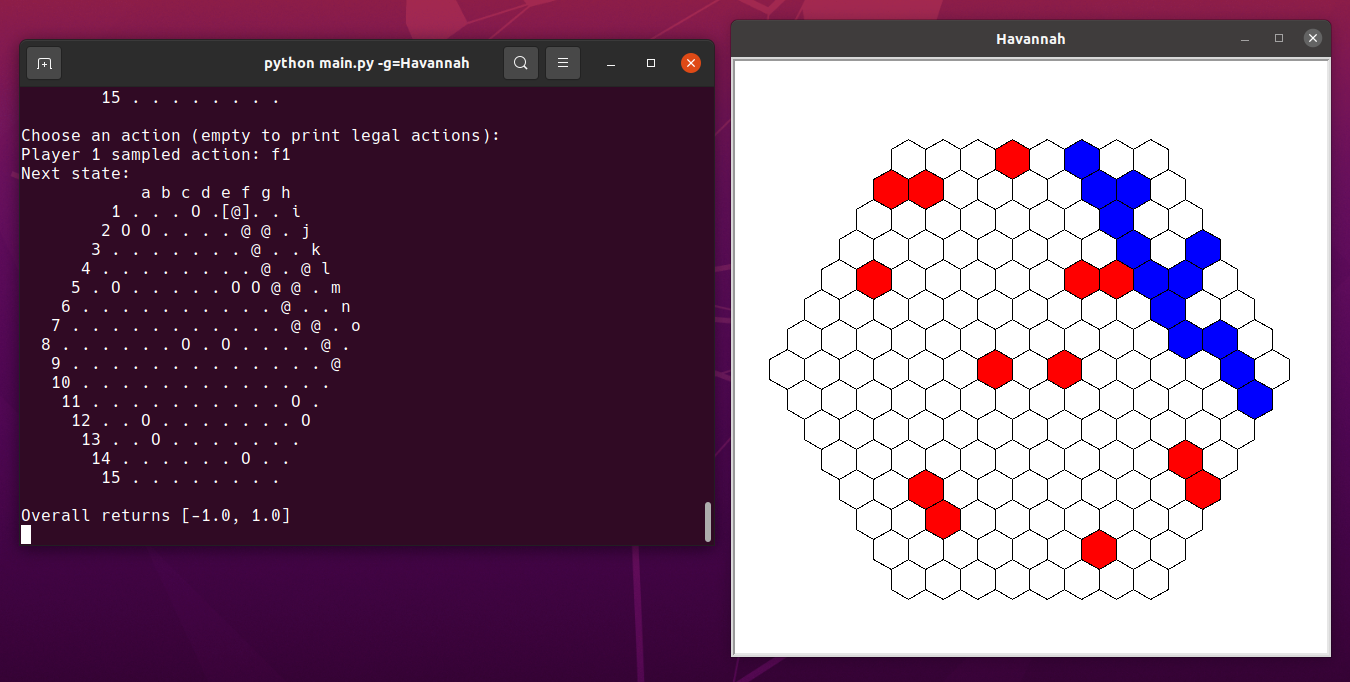 python main.py -g=Havannah
15 . . . . . . . .
Choose an action (empty to print legal actions):
Player 1 sampled action: f1
Next state:
a b c d e f g h
1 . . . O .[@]. . i
2 O O . . . . @ @ . j
3 . . . . . . . @ . . k
4 . . . . . . . . @ . @ l
5 . O . . . . . O O @ @ . m
6 . . . . . . . . . . @ . . n
7 . . . . . . . . . . . @ @ . o
8 . . . . . . O . O . . . . @ .
9 . . . . . . . . . . . . . @
10 . . . . . . . . . . . . .
11 . . . . . . . . . . O .
12 . . O . . . . . . . O
13 . . O . . . . . . .
14 . . . . . . O . .
15 . . . . . . . .
Overall returns [-1.0, 1.0]
Havannah